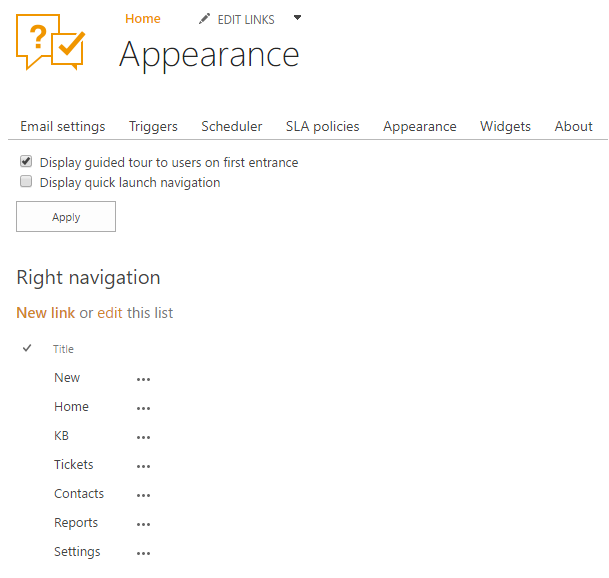 Home EDIT LINKS
Appearance
Email settings Triggers Scheduler SLA policies Appearance Widgets About
Display guided tour to users on first entrance
Display quick launch navigation
Apply
Right navigation
New link or edit this list
Title
New ...
Home ...
KB ...
Tickets ...
Contacts ...
Reports ...
Settings ...